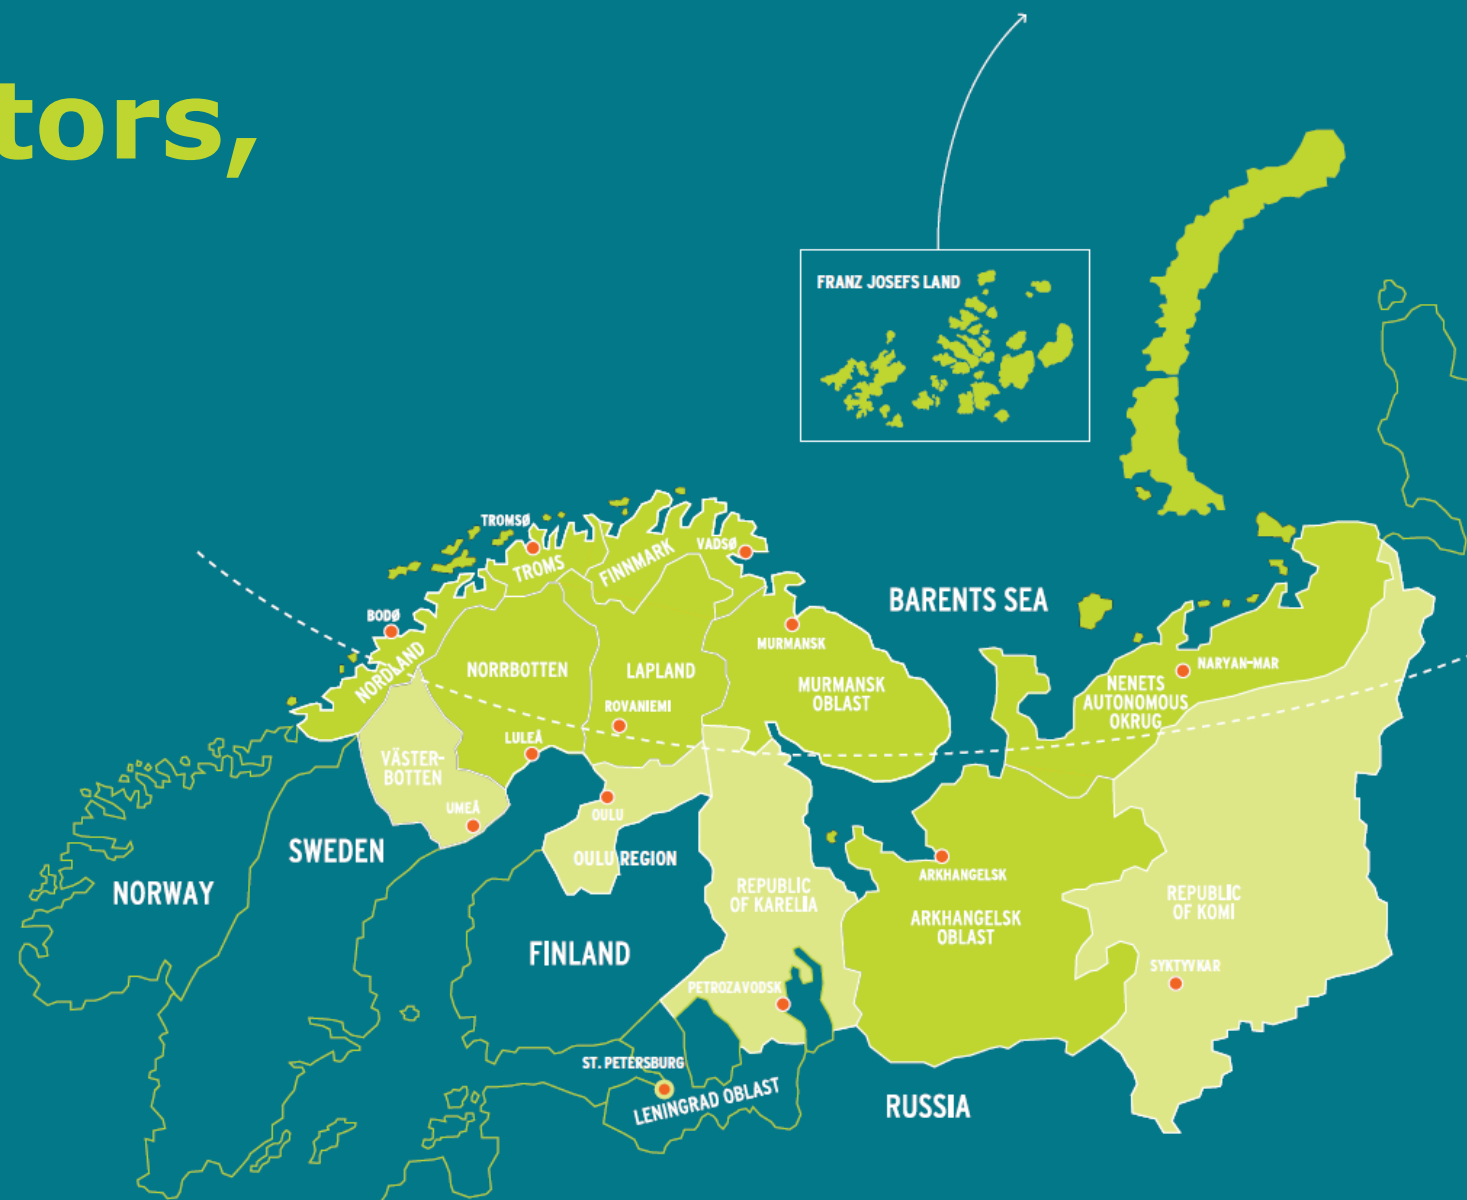 tors,
FRANZ JOSEFS LAND
TROMSØ
TROMS
FINNMARK
VADSØ
BARENTS SEA
BODØ
NORDLAND
NORRBOTTEN
LAPLAND
MURMANSK
MURMANSK
OBLAST
NARYAN-MAR
NENETS
AUTONOMOUS
OKRUG
ROVANIEMI
LULEÅ
VÄSTER-
BOTTEN
UMEÅ
OULU
OULU REGION
SWEDEN
NORWAY
FINLAND
REPUBLIC
OF KARELIA
ARKHANGELSK
ARKHANGELSK
OBLAST
REPUBLIC
OF KOMI
SYKTYVKAR
PETROZAVODSK
ST. PETERSBURG
LENINGRAD OBLAST
RUSSIA